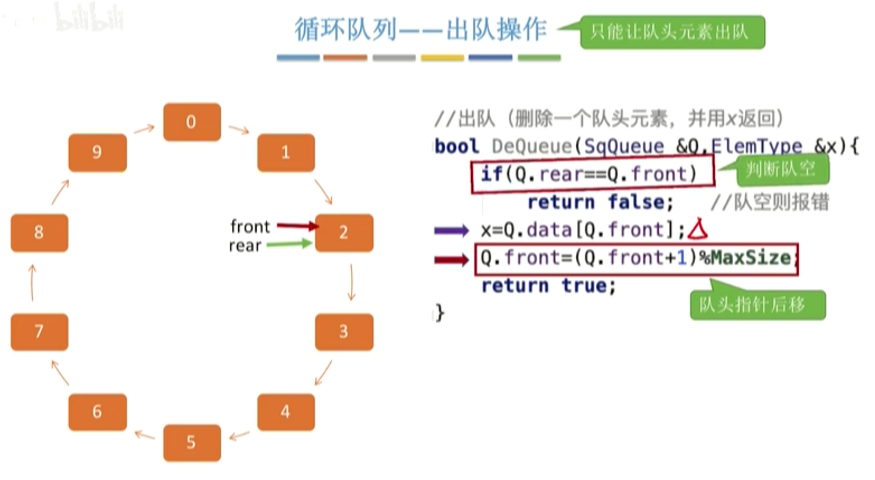 bilibili
循环队列——出队操作
只能让队头元素出队
0
1
2
3
4
5
6
7
8
9
front
rear
//出队（删除一个队头元素，并用x返回）
bool DeQueue(SqQueue &Q,ElemType &x){
if(Q.rear==Q.front)
判断队空
return false; //队空则报错
x=Q.data[Q.front];
Q.front=(Q.front+1)%MaxSize;
return true;
队头指针后移
}